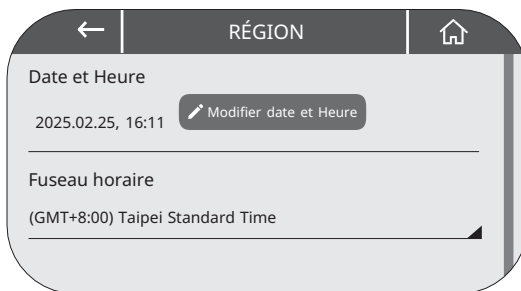 RÉGION
Date et Heure
2025.02.25, 16:11 Modifier date et Heure
Fuseau horaire
(GMT+8:00) Taipei Standard Time